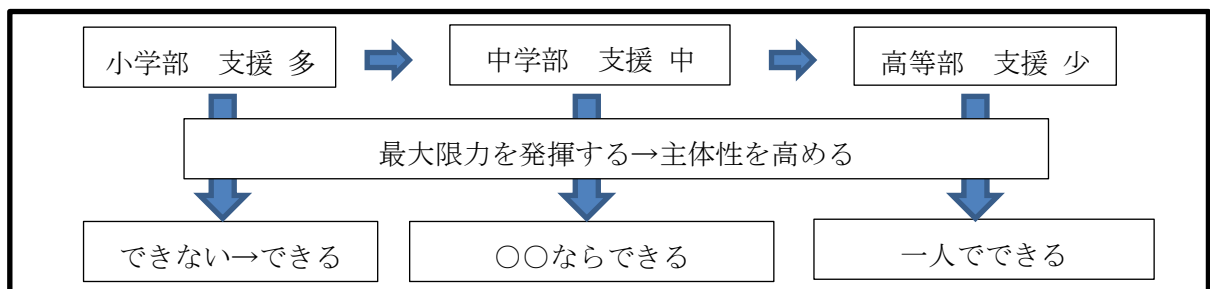 小学部　支援 多
中学部　支援 中
高等部　支援 少
最大限力を発揮する→主体性を高める
できない→できる
○○ならできる
一人でできる